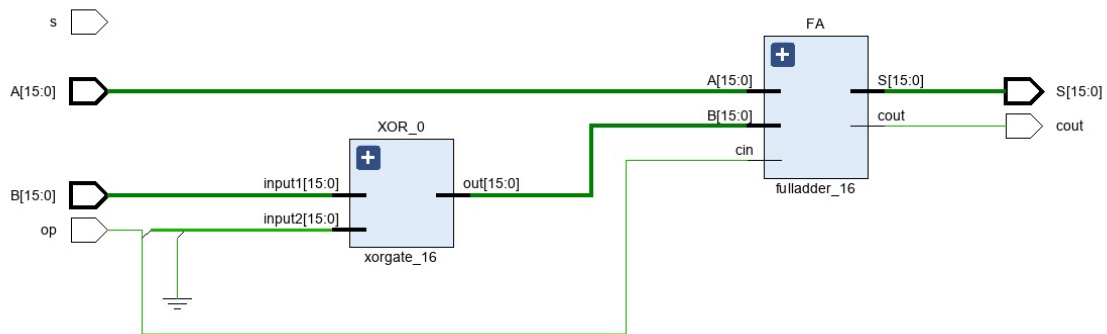 s
FA
A[15:0]
A[15:0]
S[15:0]
S[15:0]
B[15:0]
cout
cout
XOR_0
cin
B[15:0]
input1[15:0]
out[15:0]
fulladder_16
op
input2[15:0]
xorgate_16